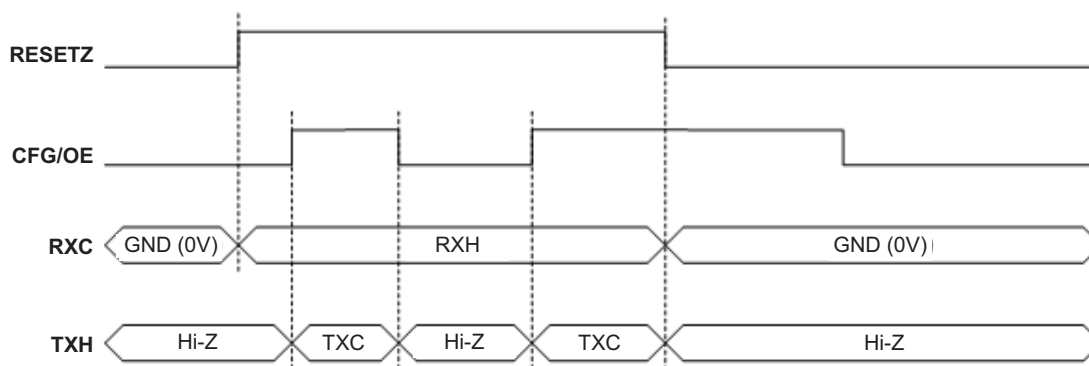 RESETZ
CFG/OE
RXC GND (0V) RXH GND (0V)
TXH Hi-Z TXC Hi-Z TXC Hi-Z